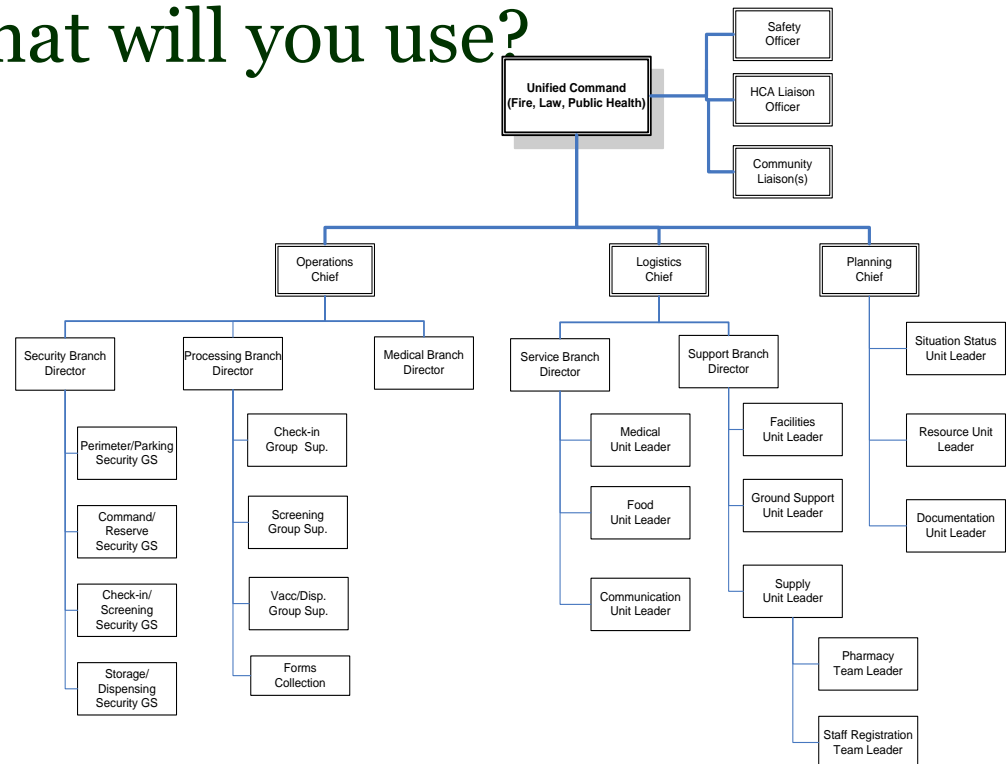 hat will you use?
Safety
Officer
Unified Command
(Fire, Law, Public Health)
HCA Liaison
Officer
Community
Liaison(s)
Operations
Chief
Logistics
Chief
Planning
Chief
Security Branch
Director
Processing Branch
Director
Medical Branch
Director
Service Branch
Director
Support Branch
Director
Situation Status
Unit Leader
Perimeter/Parking
Security GS
Check-in
Group Sup.
Medical
Unit Leader
Facilities
Unit Leader
Resource Unit
Leader
Command/
Reserve
Security GS
Screening
Group Sup.
Food
Unit Leader
Ground Support
Unit Leader
Documentation
Unit Leader
Check-in/
Screening
Security GS
Vacc/Disp.
Group Sup.
Communication
Unit Leader
Supply
Unit Leader
Storage/
Dispensing
Security GS
Forms
Collection
Pharmacy
Team Leader
Staff Registration
Team Leader